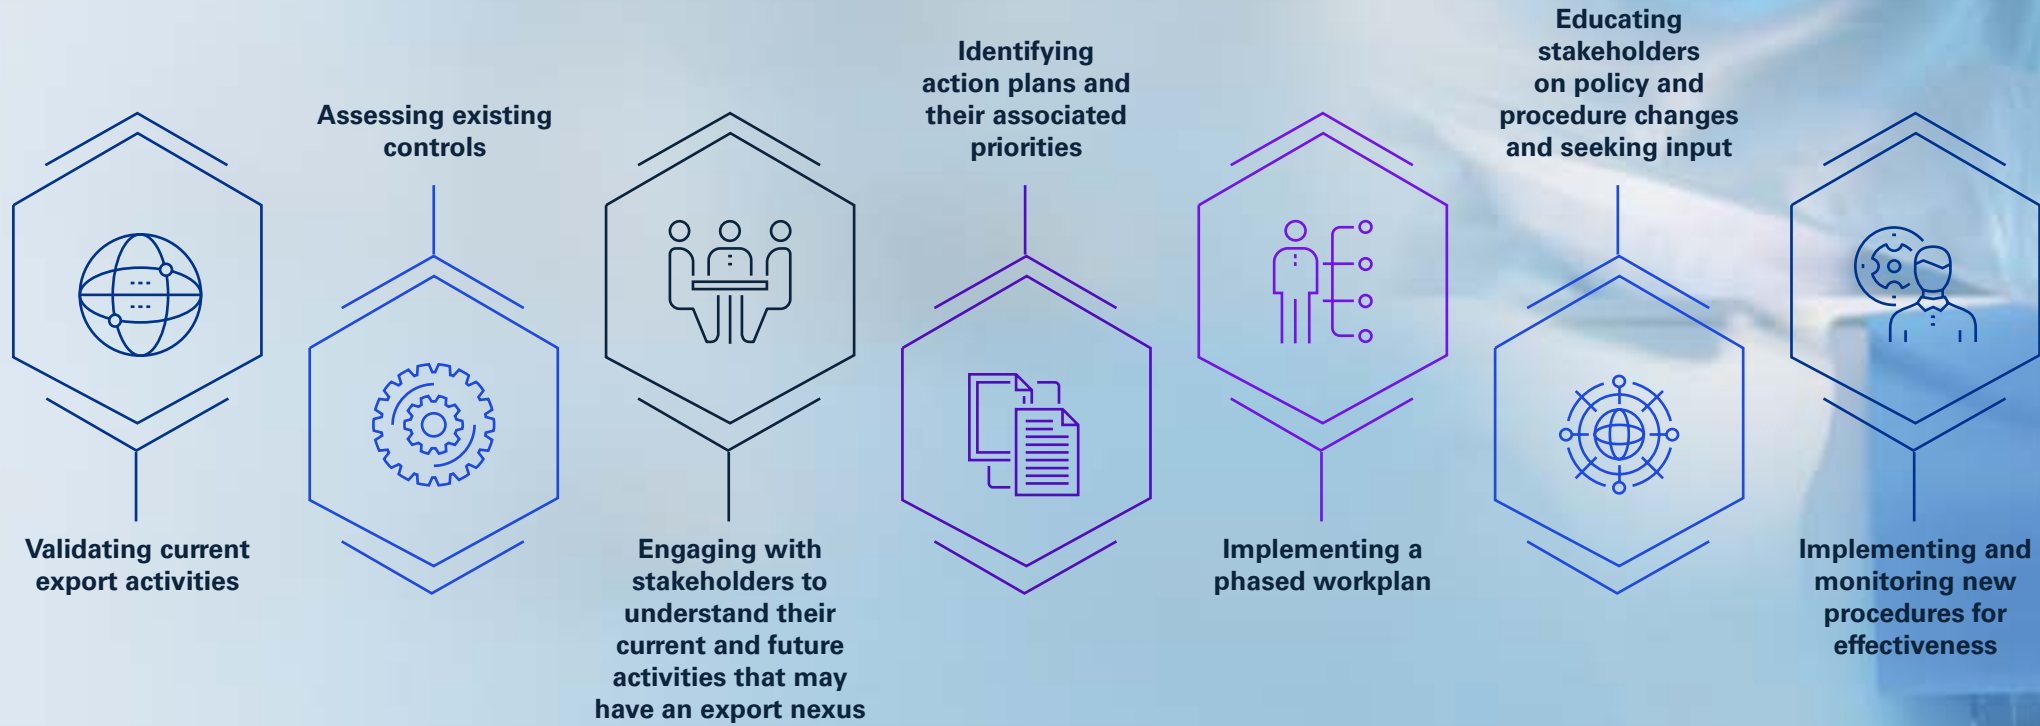 Validating current
export activities
Assessing existing
controls
Engaging with
stakeholders to
understand their
current and future
activities that may
have an export nexus
Identifying
action plans and
their associated
priorities
Implementing a
phased workplan
Educating
stakeholders
on policy and
procedure changes
and seeking input
Implementing and
monitoring new
procedures for
effectiveness